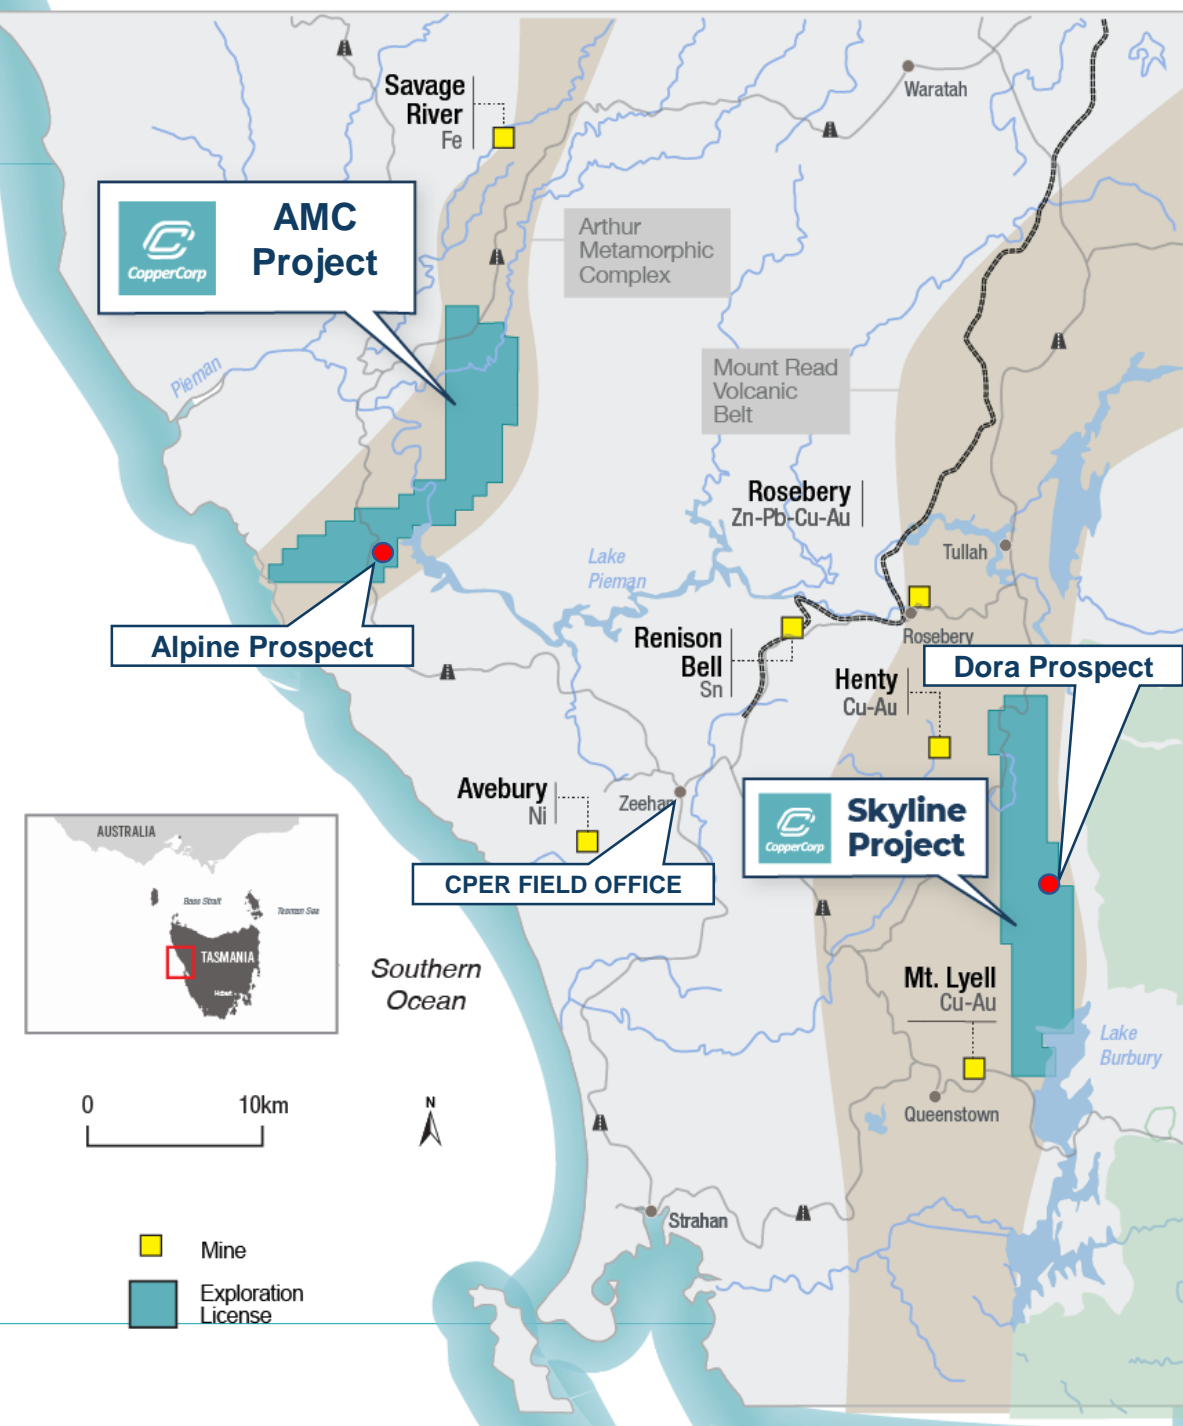 Savage
River
Fe
Waratah
CopperCorp
AMC
Project
Arthur
Metamorphic
Complex
Pieman
Mount Read
Volcanic
Belt
Rosebery
Zn-Pb-Cu-Au
Tullah
Lake
Pieman
Rosebery
Renison
Bell
Sn
Alpine Prospect
Dora Prospect
Henty
Cu-Au
Avebury
Ni
Zeehan
CopperCorp
Skyline
Project
CPER FIELD OFFICE
AUSTRALIA
Bass Strait
Tasman Sea
TASMANIA
Hobart
Southern
Ocean
Mt. Lyell
Cu-Au
Lake
Burbury
Queenstown
0
10km
N
Strahan
Mine
Exploration
License